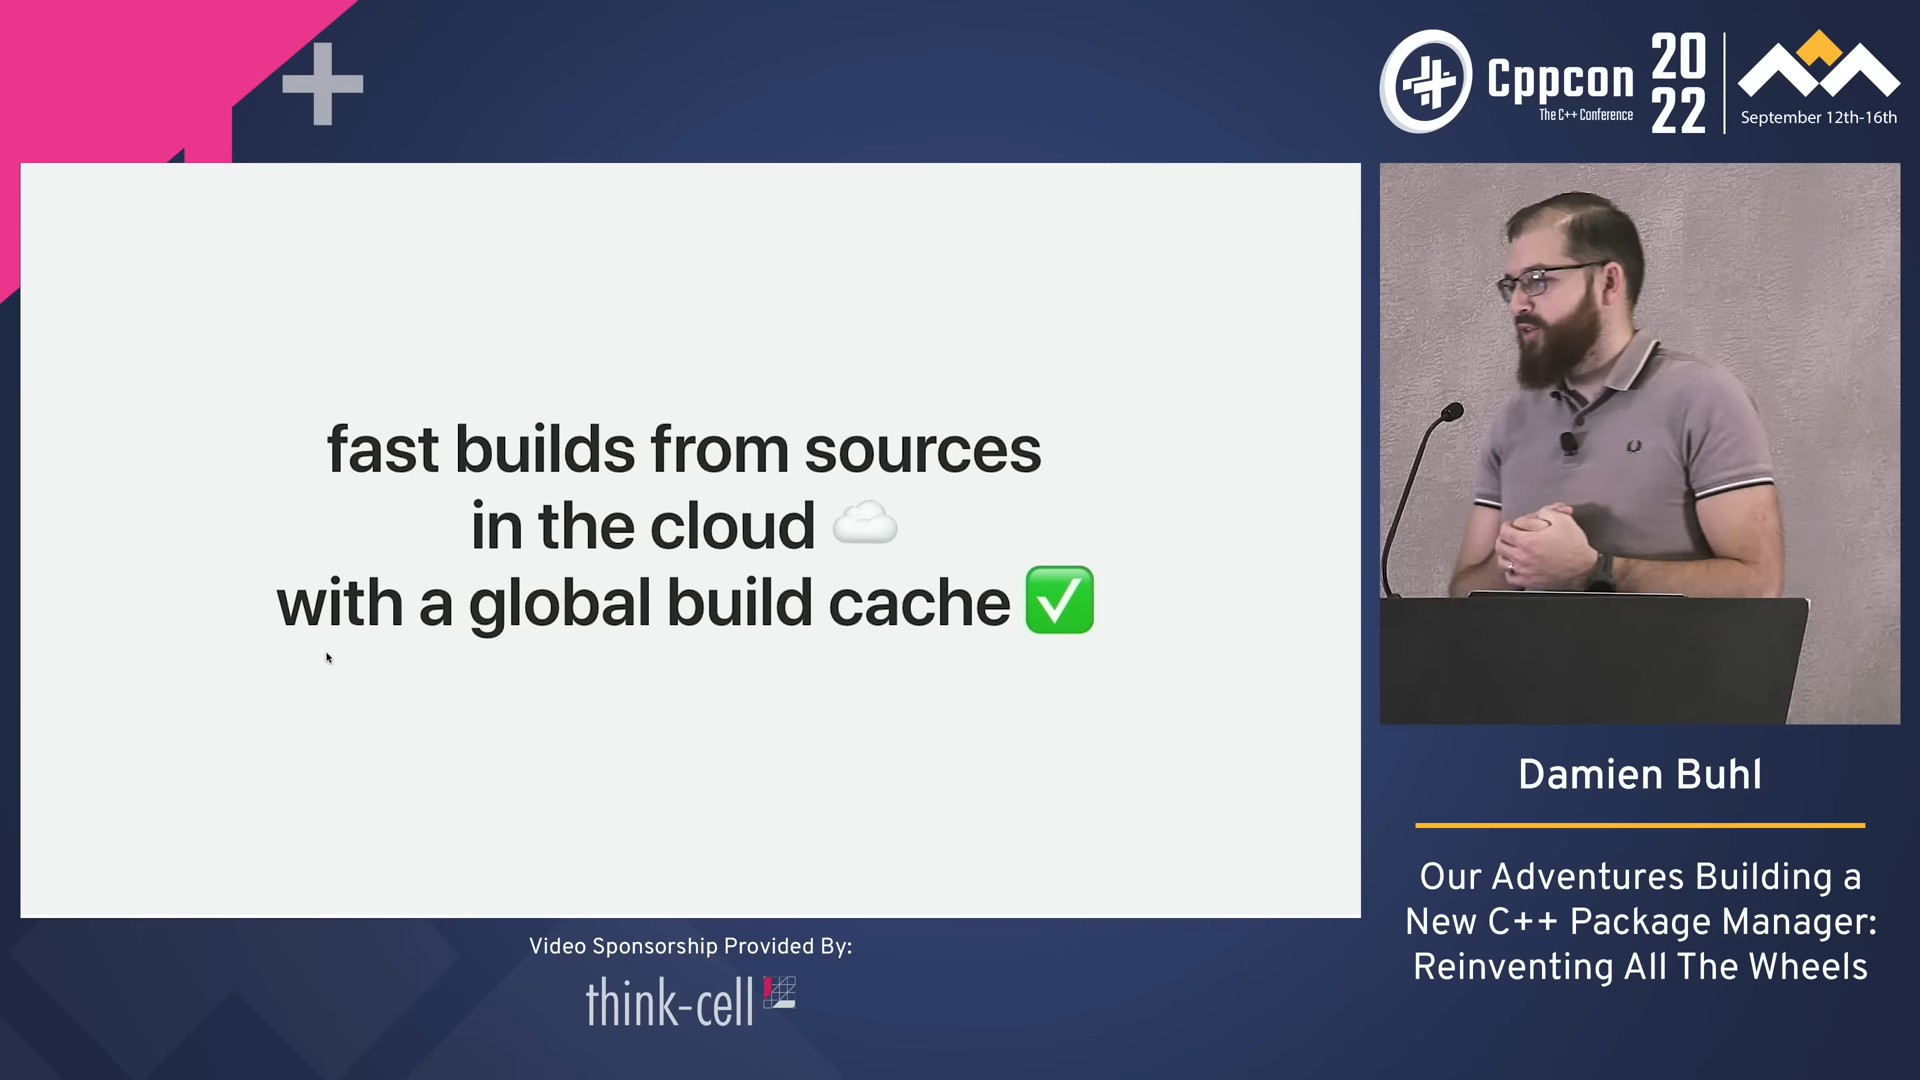 Cppcon
The C++ Conference
20
22
September 12th-16th
fast builds from sources
in the cloud ☁️
with a global build cache ✅
Damien Buhl
Our Adventures Building a
New C++ Package Manager:
Reinventing All The Wheels
Video Sponsorship Provided By:
think-cell